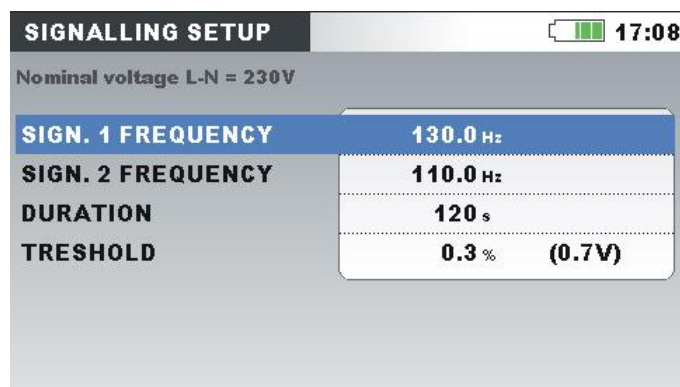 SIGNALLING SETUP 17:08
Nominal voltage L-N = 230V
SIGN. 1 FREQUENCY 130.0 Hz
SIGN. 2 FREQUENCY 110.0 Hz
DURATION 120 s
TRESHOLD 0.3 % (0.7V)